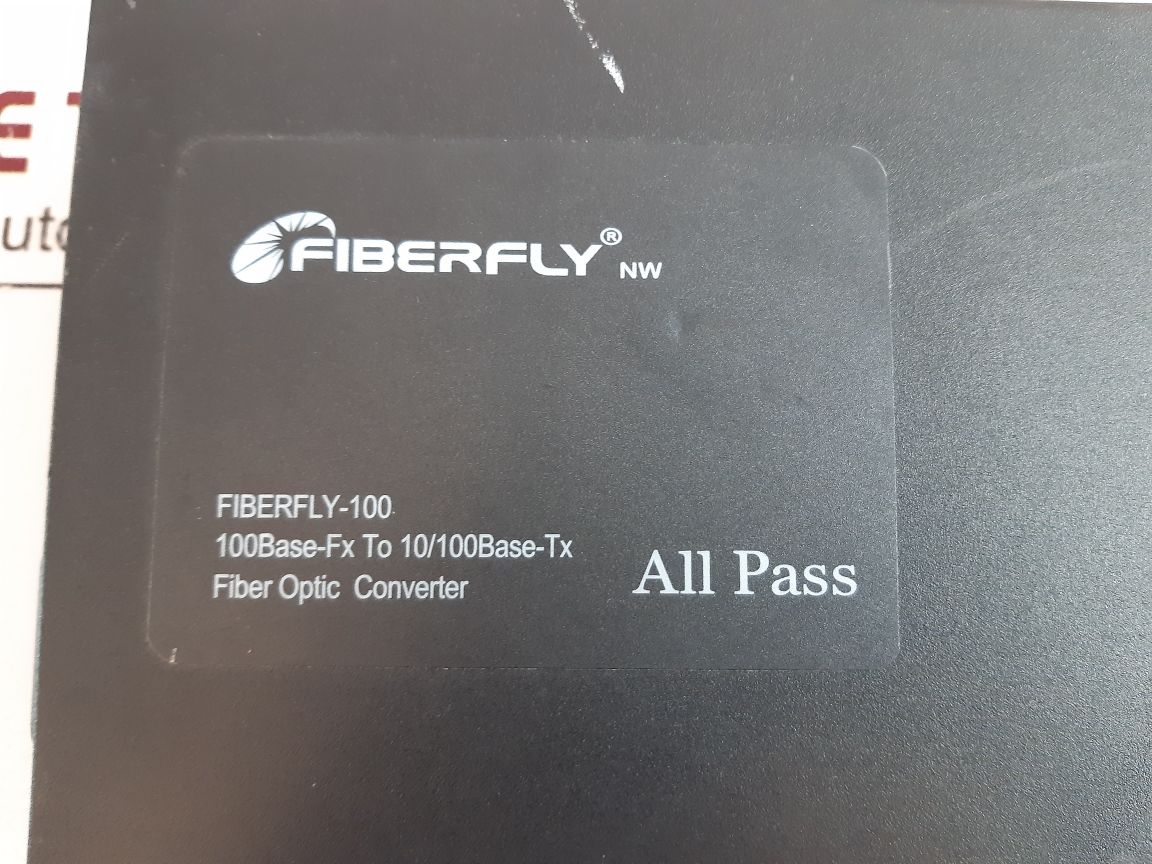 FIBERFLY® NW
FIBERFLY-100
100Base-Fx To 10/100Base-Tx
Fiber Optic Converter
All Pass